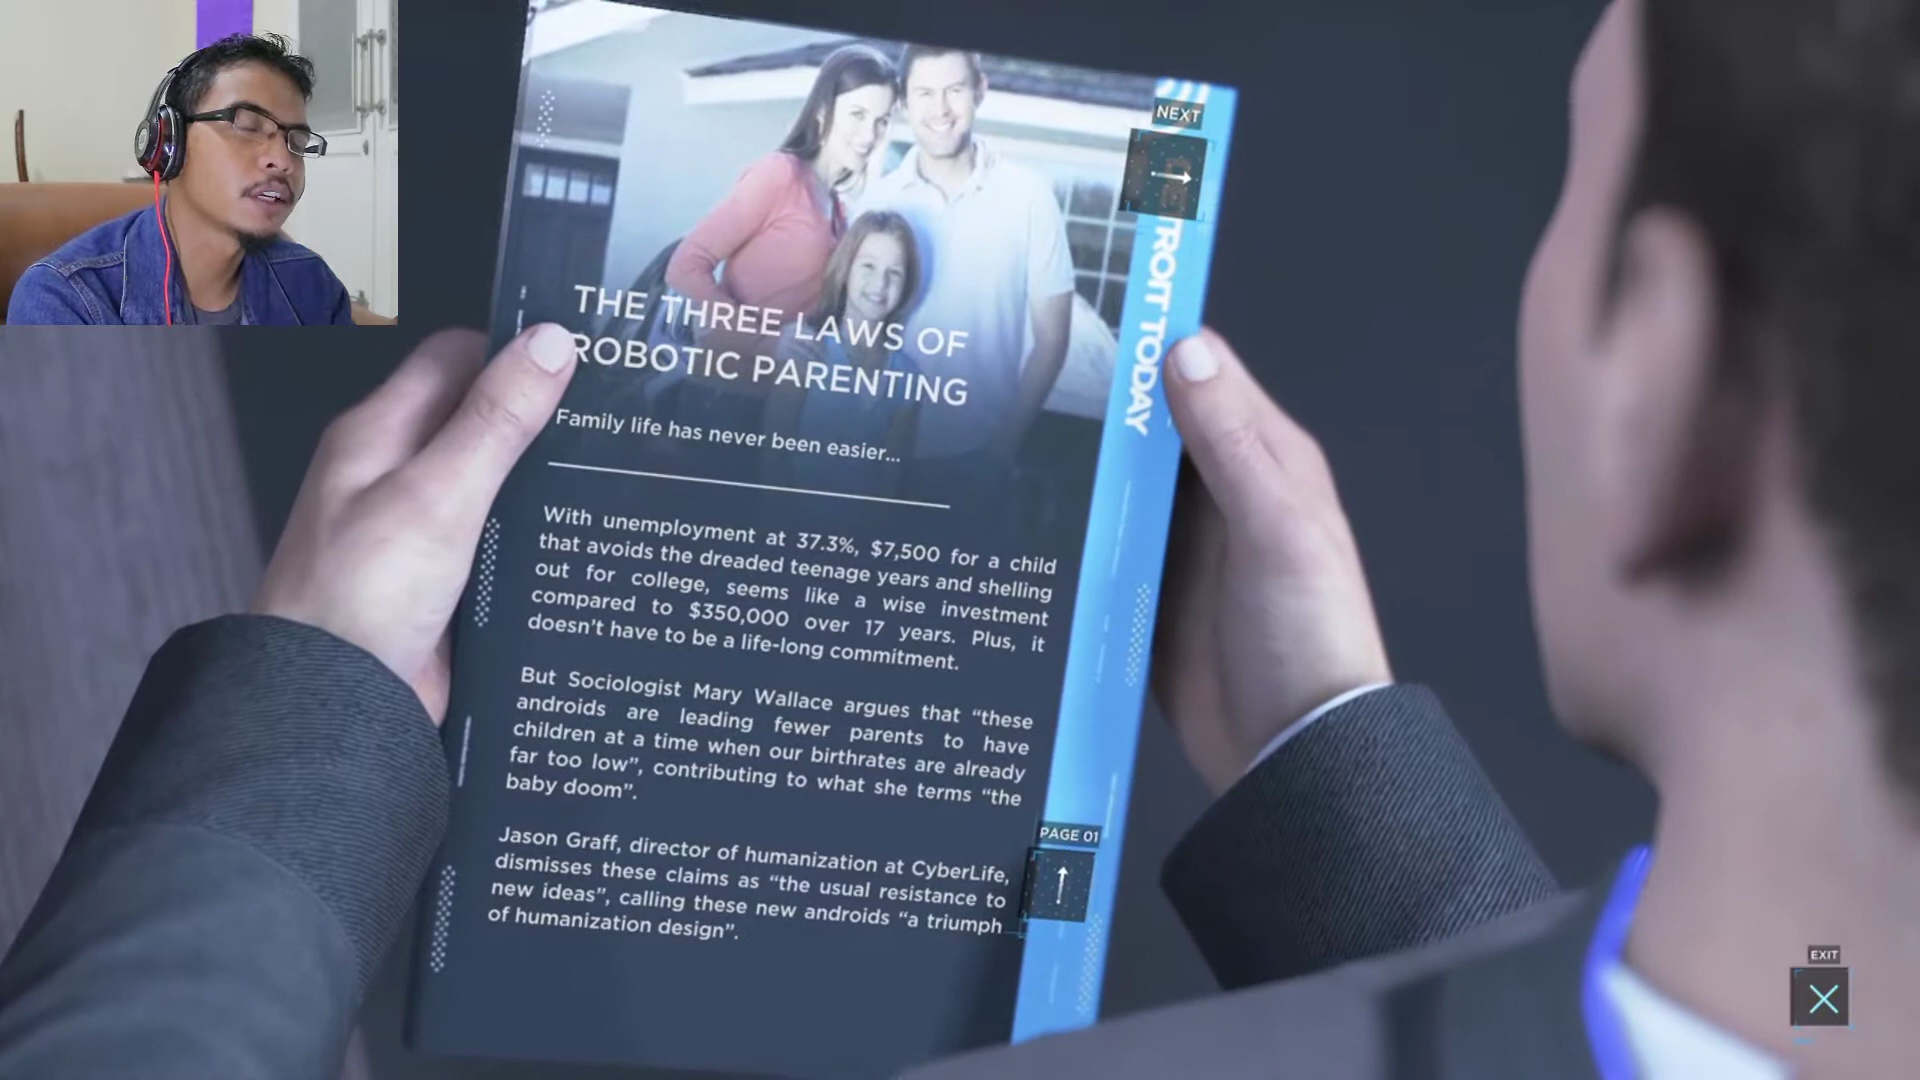 NEXT
TROIT TODAY
THE THREE LAWS OF
ROBOTIC PARENTING
Family life has never been easier...
With unemployment at 37.3%, $7,500 for a child
that avoids the dreaded teenage years and shelling
out for college, seems like a wise investment
compared to $350,000 over 17 years. Plus, it
doesn't have to be a life-long commitment.
But Sociologist Mary Wallace argues that “these
androids are leading fewer parents to have
children at a time when our birthrates are already
far too low”, contributing to what she terms “the
baby doom”.
Jason Graff, director of humanization at CyberLife,
dismisses these claims as “the usual resistance to
new ideas”, calling these new androids “a triumph
of humanization design”.
PAGE 01
EXIT